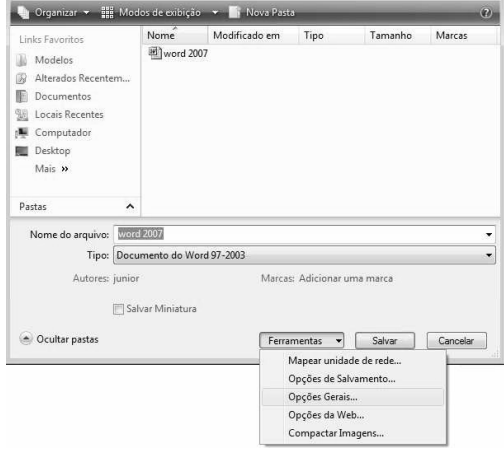 Organizar Modos de exibição Nova Pasta
Links Favoritos
Modelos
Alterados Recentem...
Documentos
Locais Recentes
Computador
Desktop
Mais »
Pastas
Nome Modificado em Tipo Tamanho Marcas
word 2007
Nome do arquivo: word 2007
Tipo: Documento do Word 97-2003
Autores: junior Marcas: Adicionar uma marca
Salvar Miniatura
Ocultar pastas Ferramentas Salvar Cancelar
Mapear unidade de rede...
Opções de Salvamento...
Opções Gerais...
Opções da Web...
Compactar Imagens...